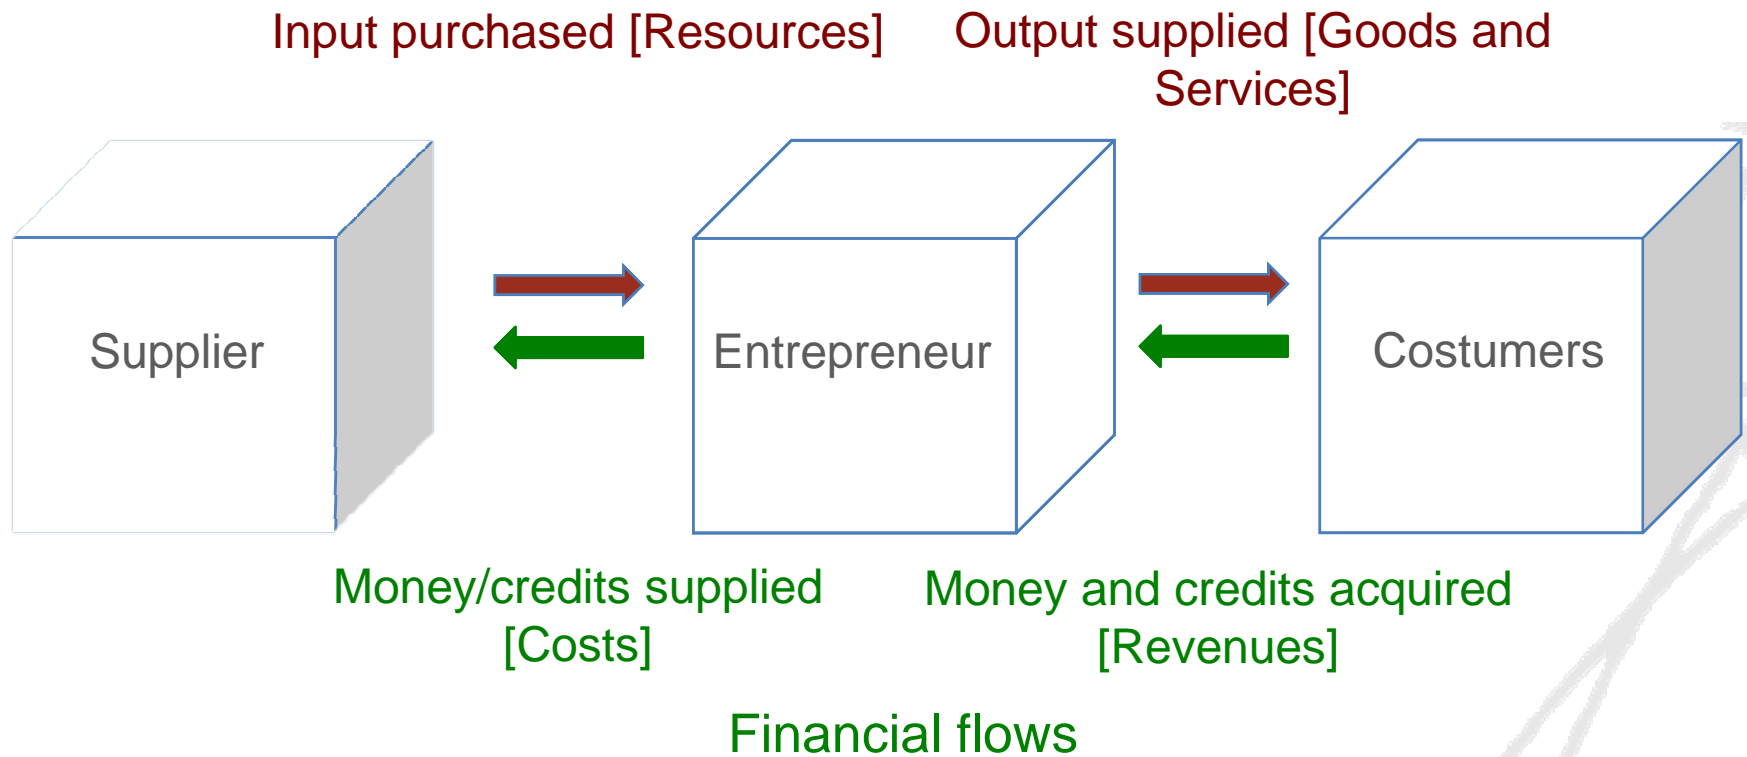 Input purchased [Resources]
Output supplied [Goods and
Services]
Supplier
Entrepreneur
Costumers
Money/credits supplied
[Costs]
Money and credits acquired
[Revenues]
Financial flows